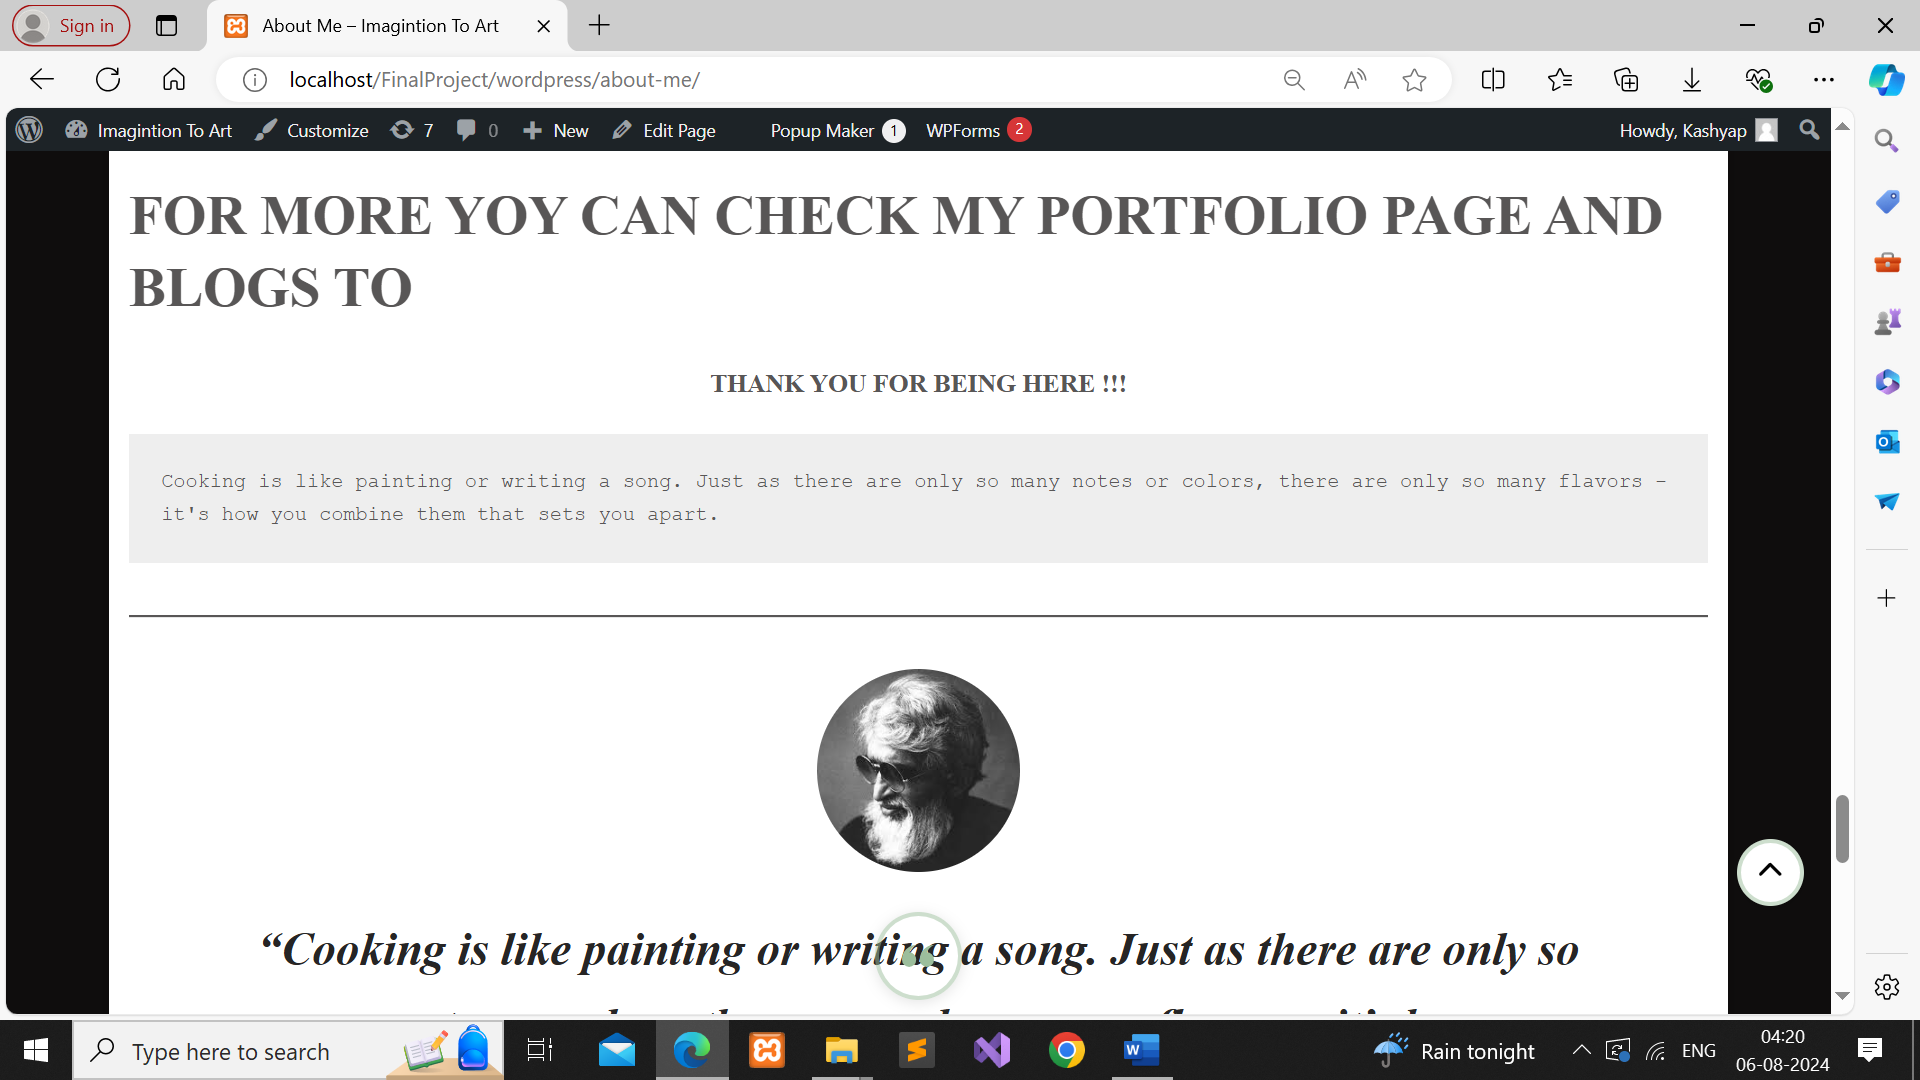 Sign in
About Me – Imagintion To Art
localhost/FinalProject/wordpress/about-me/
Imagintion To Art Customize 7 0 New Edit Page Popup Maker 1 WPForms 2 Howdy, Kashyap
FOR MORE YOY CAN CHECK MY PORTFOLIO PAGE AND
BLOGS TO
THANK YOU FOR BEING HERE !!!
Cooking is like painting or writing a song. Just as there are only so many notes or colors, there are only so many flavors –
it's how you combine them that sets you apart.
“Cooking is like painting or writing a song. Just as there are only so
Type here to search
Rain tonight
ENG
04:20
06-08-2024